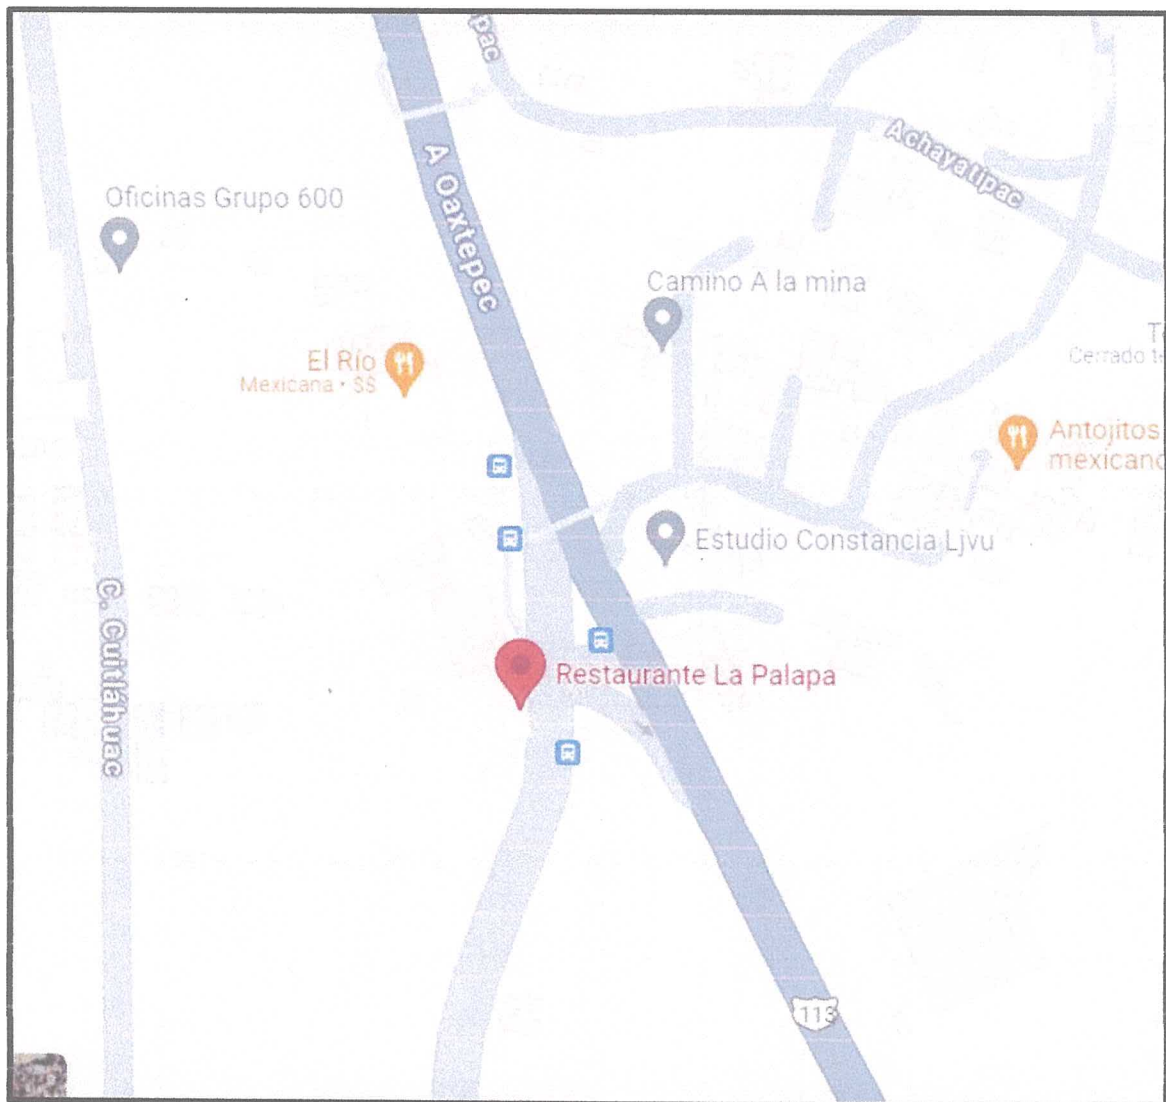 pac
Achayatipac
A Oaxtepec
Oficinas Grupo 600
Camino A la mina
El Río
Mexicana · $$
Cerrado
Antojitos
mexicano
Estudio Constancia Ljvu
C. Cuitláhuac
Restaurante La Palapa
113